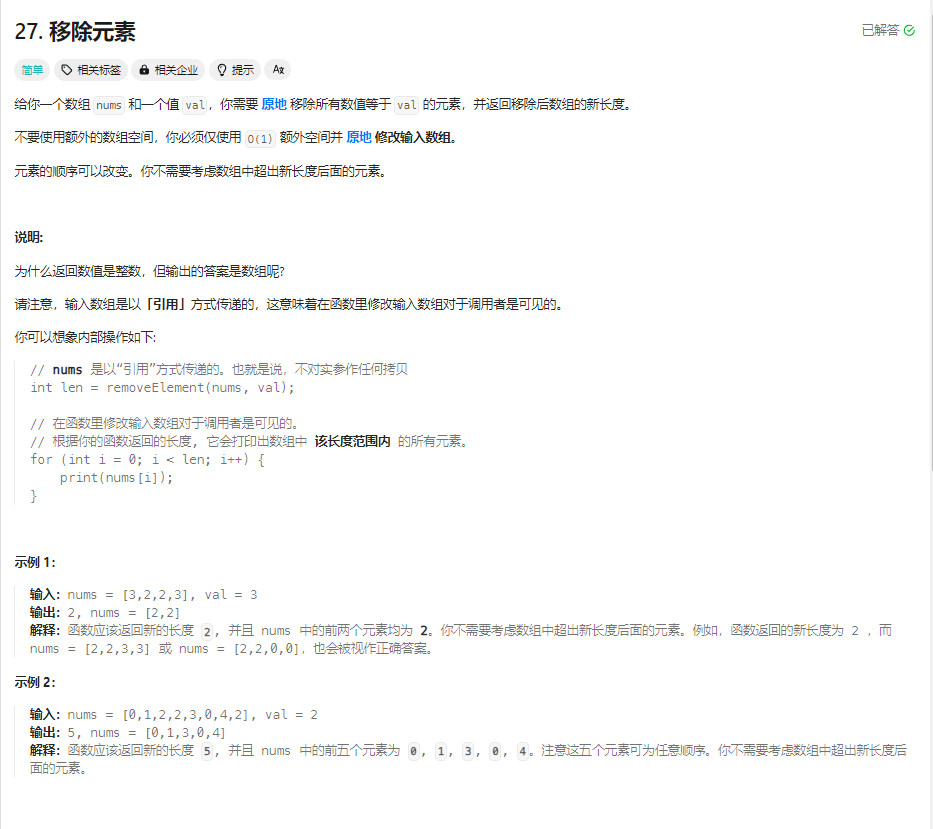 27. 移除元素
已解答
简单 相关标签 相关企业 提示 Az
给你一个数组 nums 和一个值 val，你需要 原地 移除所有数值等于 val 的元素，并返回移除后数组的新长度。
不要使用额外的数组空间，你必须仅使用 O(1) 额外空间并 原地 修改输入数组。
元素的顺序可以改变。你不需要考虑数组中超出新长度后面的元素。
说明:
为什么返回数值是整数，但输出的答案是数组呢?
请注意，输入数组是以「引用」方式传递的，这意味着在函数里修改输入数组对于调用者是可见的。
你可以想象内部操作如下:
// nums 是以“引用”方式传递的。也就是说，不对实参作任何拷贝
int len = removeElement(nums, val);
// 在函数里修改输入数组对于调用者是可见的。
// 根据你的函数返回的长度, 它会打印出数组中 该长度范围内 的所有元素。
for (int i = 0; i < len; i++) {
print(nums[i]);
}
示例 1：
输入：nums = [3,2,2,3], val = 3
输出：2, nums = [2,2]
解释：函数应该返回新的长度 2, 并且 nums 中的前两个元素均为 2。你不需要考虑数组中超出新长度后面的元素。例如，函数返回的新长度为 2 ，而
nums = [2,2,3,3] 或 nums = [2,2,0,0]，也会被视作正确答案。
示例 2：
输入：nums = [0,1,2,2,3,0,4,2], val = 2
输出：5, nums = [0,1,3,0,4]
解释：函数应该返回新的长度 5, 并且 nums 中的前五个元素为 0, 1, 3, 0, 4。注意这五个元素可为任意顺序。你不需要考虑数组中超出新长度后
面的元素。